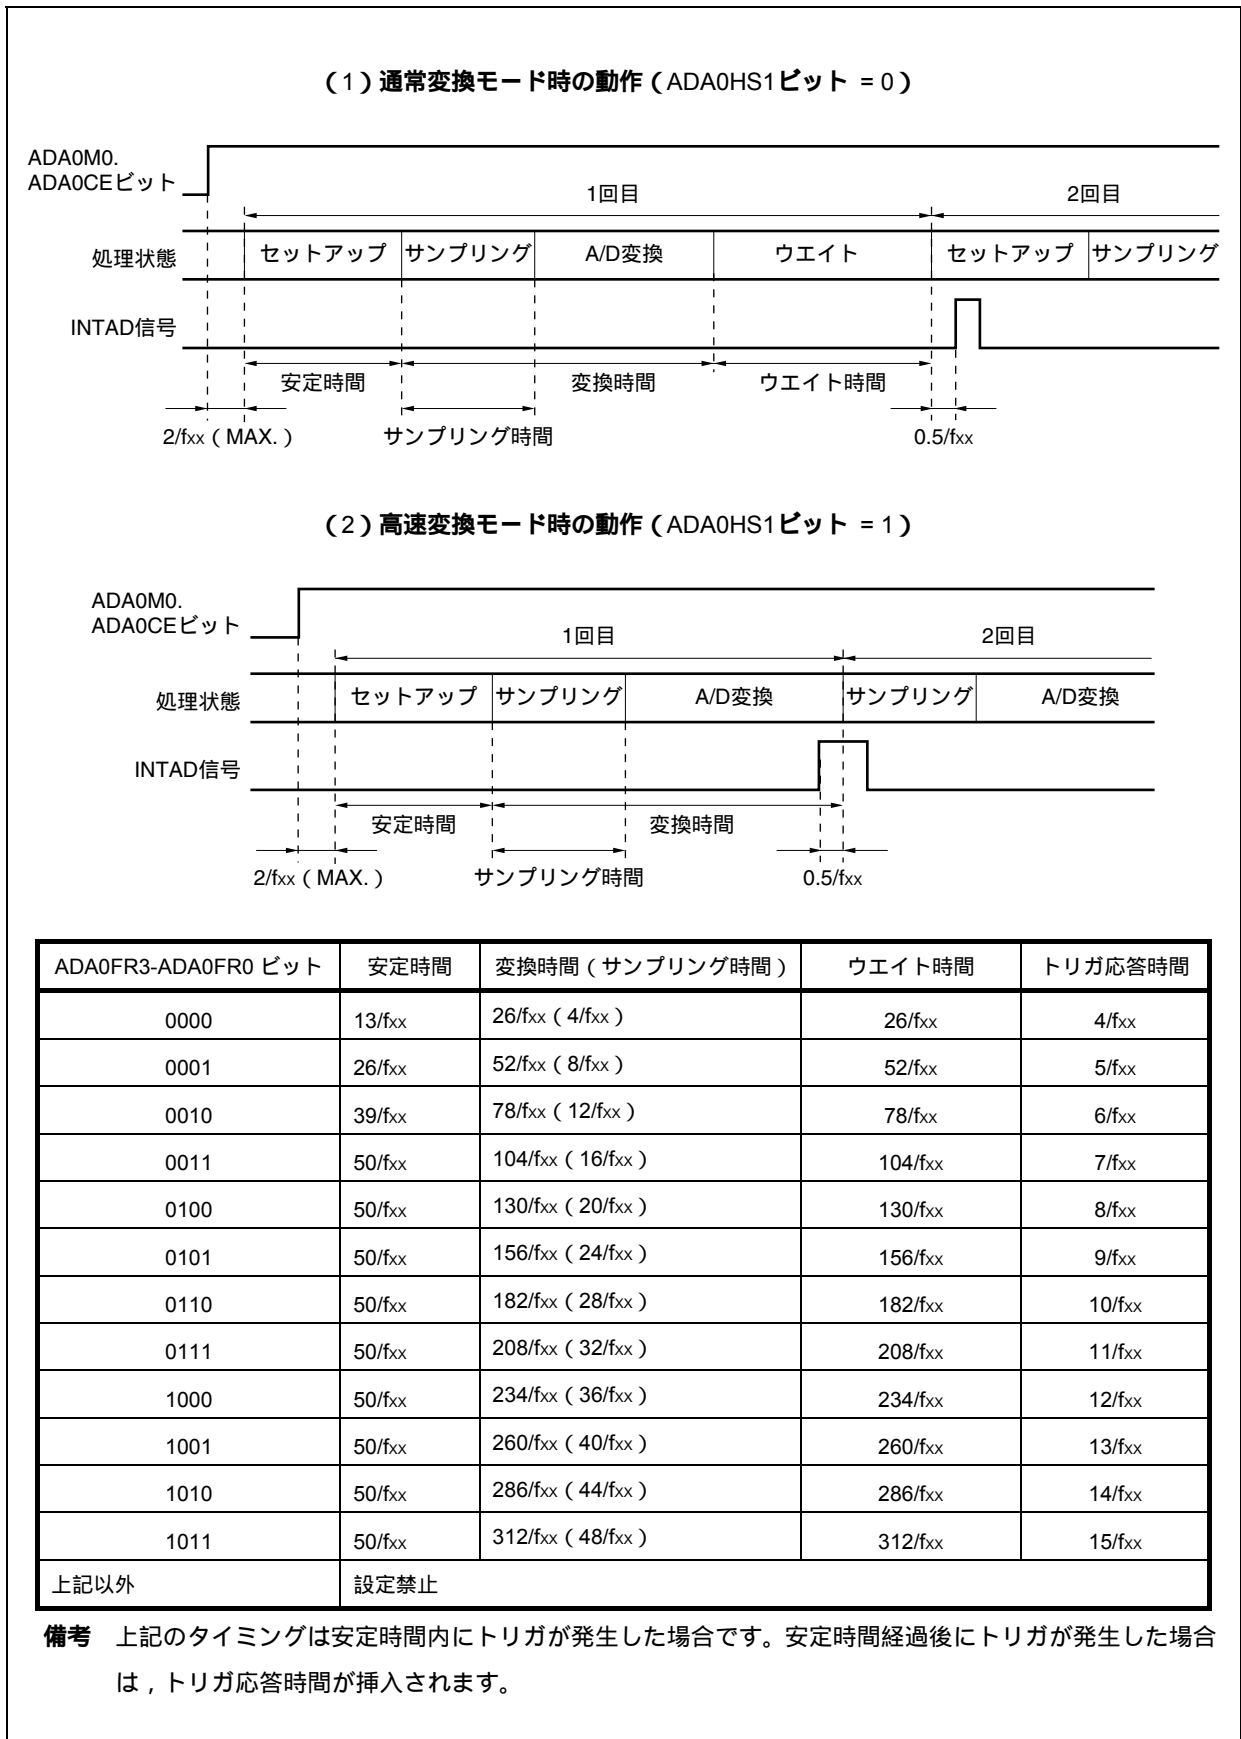 （1）通常変換モード時の動作（ADA0HS1ビット = 0）
ADA0M0.
ADA0CEビット
1回目 2回目
処理状態 セットアップ サンプリング A/D変換 ウエイト セットアップ サンプリング
INTAD信号
安定時間 変換時間 ウエイト時間
2/fxx（MAX.） サンプリング時間 0.5/fxx
（2）高速変換モード時の動作（ADA0HS1ビット = 1）
ADA0M0.
ADA0CEビット
1回目 2回目
処理状態 セットアップ サンプリング A/D変換 サンプリング A/D変換
INTAD信号
安定時間 変換時間
2/fxx（MAX.） サンプリング時間 0.5/fxx
ADA0FR3-ADA0FR0 ビット 安定時間 変換時間（サンプリング時間） ウエイト時間 トリガ応答時間
0000 13/fxx 26/fxx（4/fxx） 26/fxx 4/fxx
0001 26/fxx 52/fxx（8/fxx） 52/fxx 5/fxx
0010 39/fxx 78/fxx（12/fxx） 78/fxx 6/fxx
0011 50/fxx 104/fxx（16/fxx） 104/fxx 7/fxx
0100 50/fxx 130/fxx（20/fxx） 130/fxx 8/fxx
0101 50/fxx 156/fxx（24/fxx） 156/fxx 9/fxx
0110 50/fxx 182/fxx（28/fxx） 182/fxx 10/fxx
0111 50/fxx 208/fxx（32/fxx） 208/fxx 11/fxx
1000 50/fxx 234/fxx（36/fxx） 234/fxx 12/fxx
1001 50/fxx 260/fxx（40/fxx） 260/fxx 13/fxx
1010 50/fxx 286/fxx（44/fxx） 286/fxx 14/fxx
1011 50/fxx 312/fxx（48/fxx） 312/fxx 15/fxx
上記以外 設定禁止
備考 上記のタイミングは安定時間内にトリガが発生した場合です。安定時間経過後にトリガが発生した場合
は，トリガ応答時間が挿入されます。